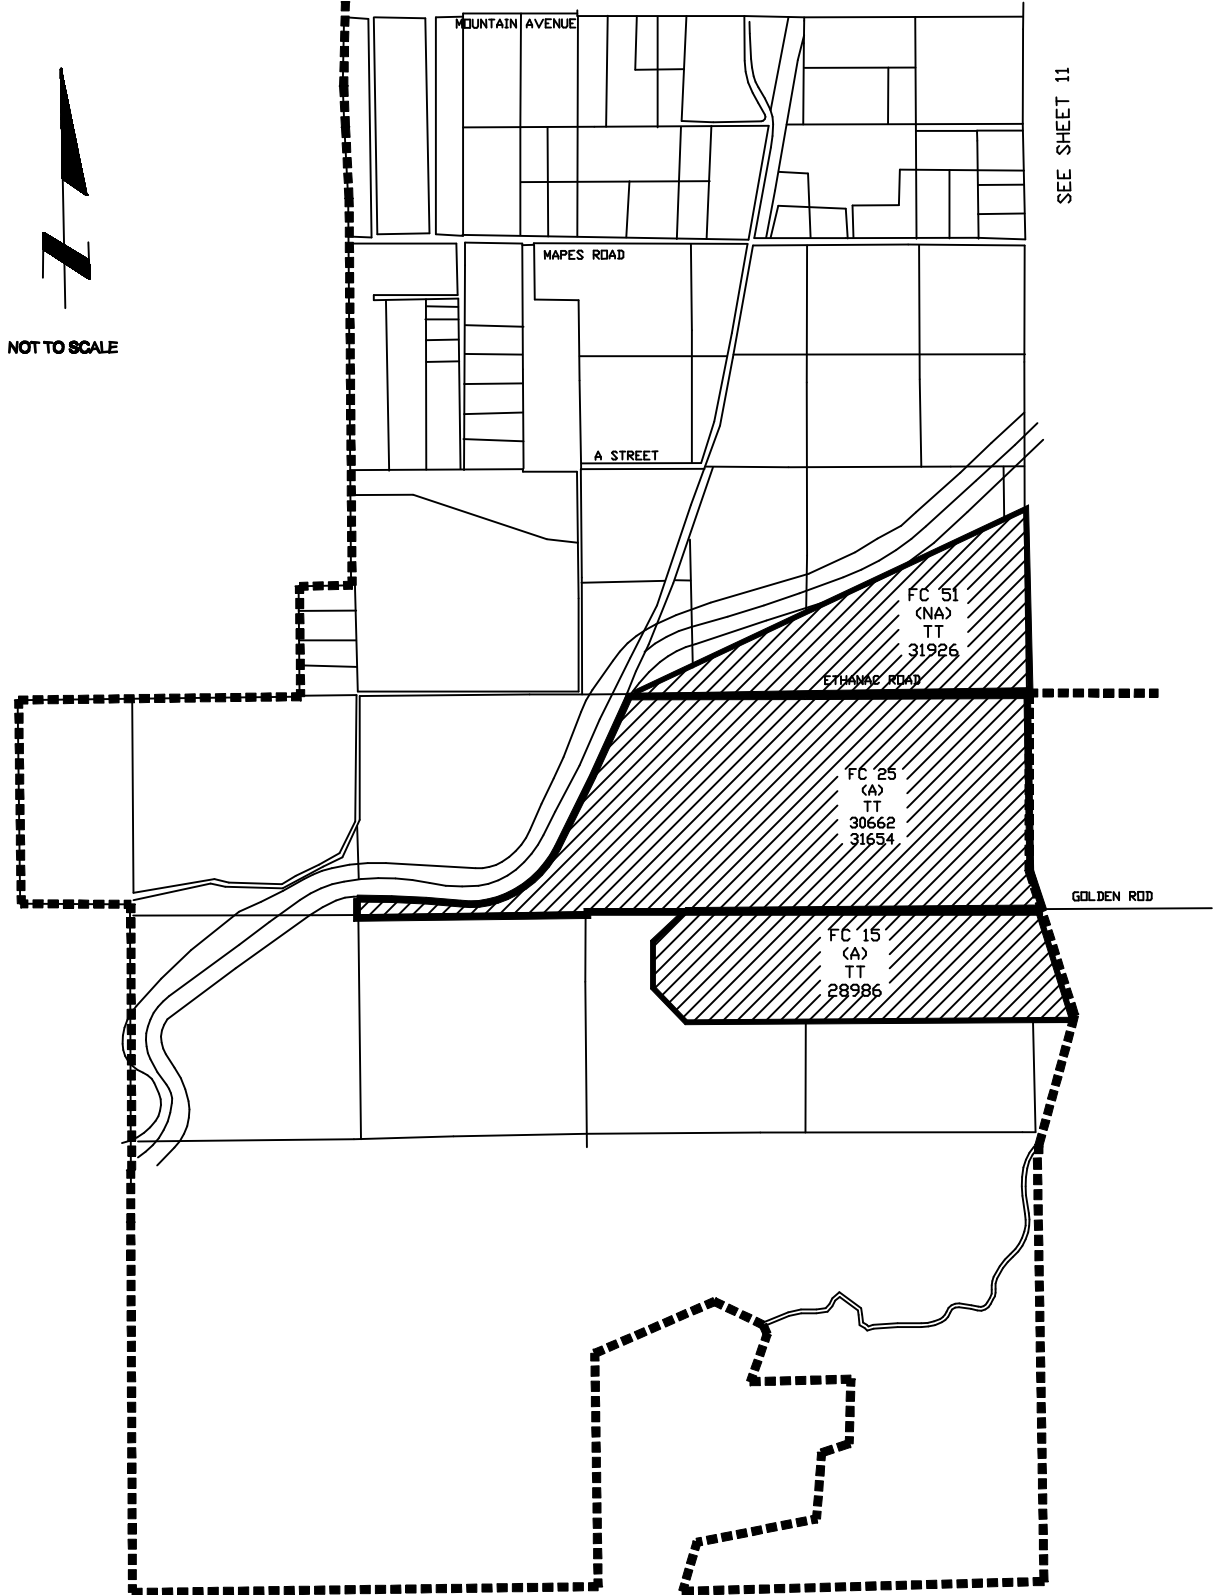 MOUNTAIN AVENUE
SEE SHEET 11
MAPES ROAD
NOT TO SCALE
A STREET
FC 51
(NA)
TT
31926
ETHANAC ROAD
FC 25
(A)
TT
30662
31654
GOLDEN ROD
FC 15
(A)
TT
28986